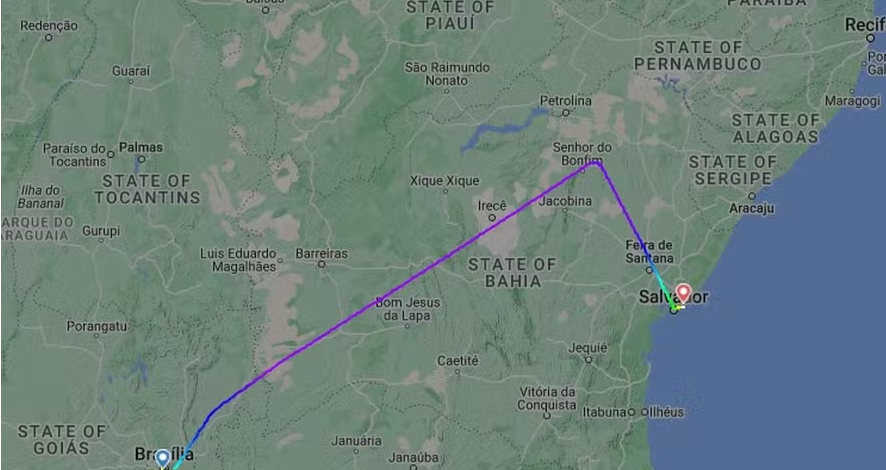 Balsas
Redenção
STATE OF
PIAUÍ
PARAÍBA
Recif
Guaraí
São Raimundo
Nonato
STATE OF
PERNAMBUCO
Maragogi
Petrolina
STATE OF
ALAGOAS
Paraíso do
Tocantins
Palmas
Senhor do
Bonfim
STATE OF
SERGIPE
STATE OF
TOCANTINS
Xique Xique
Ilha do
Bananal
Irecê
Jacobina
Aracaju
ARQUE DO
ARAGUAIA
Gurupi
Luis Eduardo
Magalhães
Barreiras
Feira de
Santana
STATE OF
BAHIA
Salvador
Bom Jesus
da Lapa
Porangatu
Caetité
Jequié
Vitória da
Conquista
Itabuna
Ilhéus
STATE OF
GOIÁS
Brasília
Januária
Janaúba